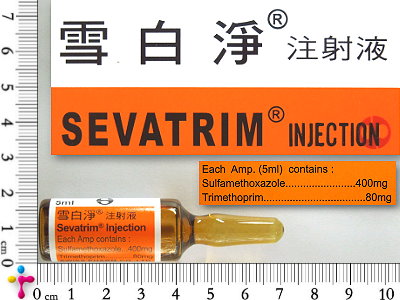 雪白淨® 注射液
SEVATRIM® INJECTION
Each Amp. (5ml) contains :
Sulfamethoxazole.........................400mg
Trimethoprim....................................80mg
5ml
雪白淨® 注射液
Sevatrim® Injection
Each Amp contains :
Sulfamethoxazole.. 400mg
Trimethoprim..........80mg
7
6
5
4
3
2
1
0 cm
0 cm 1 2 3 4 5 6 7 8 9 10